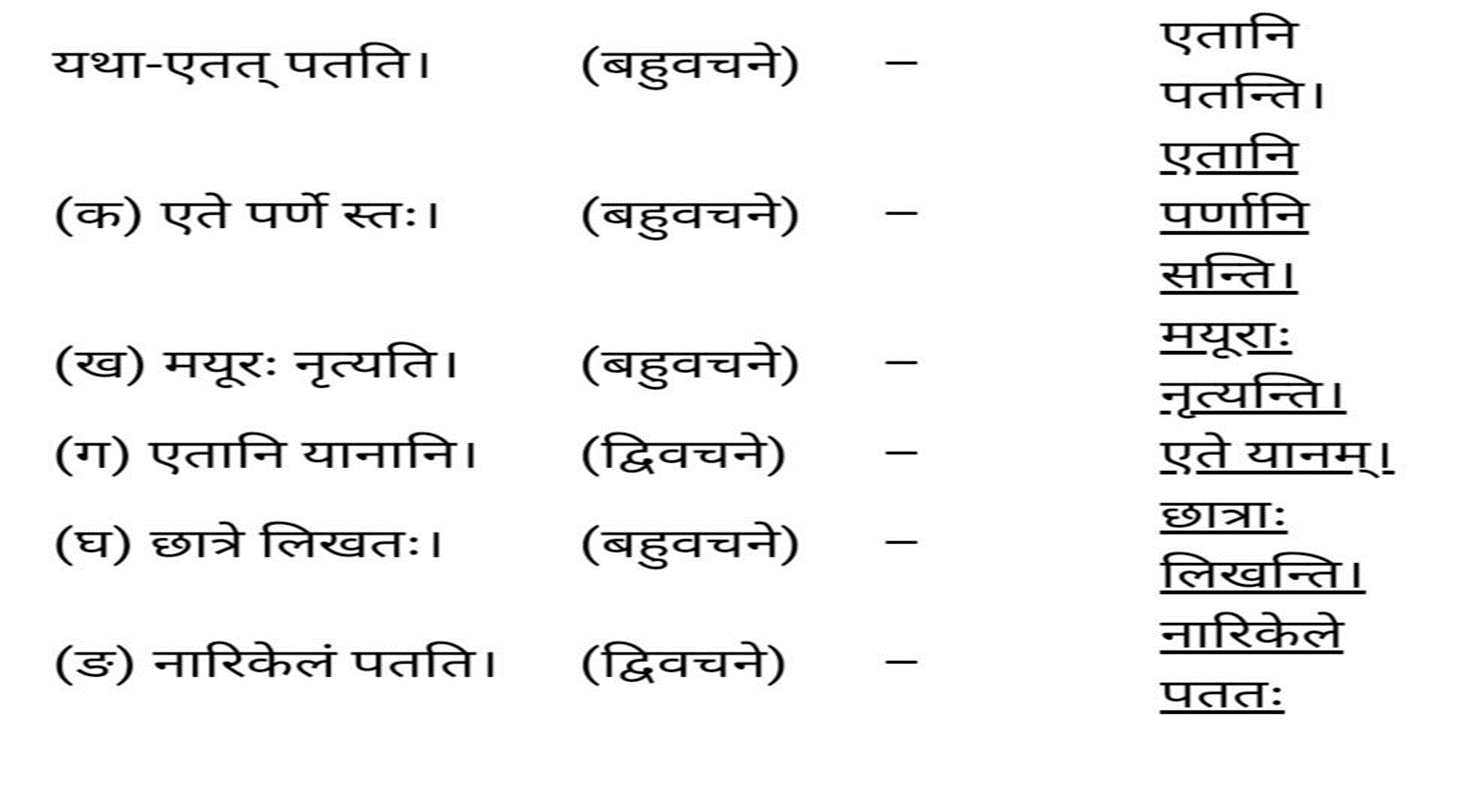 यथा-एतत् पतति। (बहुवचने) – एतानि
पतन्ति।
(क) एते पर्णे स्तः। (बहुवचने) – एतानि
पर्णानि
सन्ति।
(ख) मयूरः नृत्यति। (बहुवचने) – मयूराः
नृत्यन्ति।
(ग) एतानि यानानि। (द्विवचने) – एते यानम्।
(घ) छात्रे लिखतः। (बहुवचने) – छात्राः
लिखन्ति।
(ङ) नारिकेलं पतति। (द्विवचने) – नारिकेले
पततः